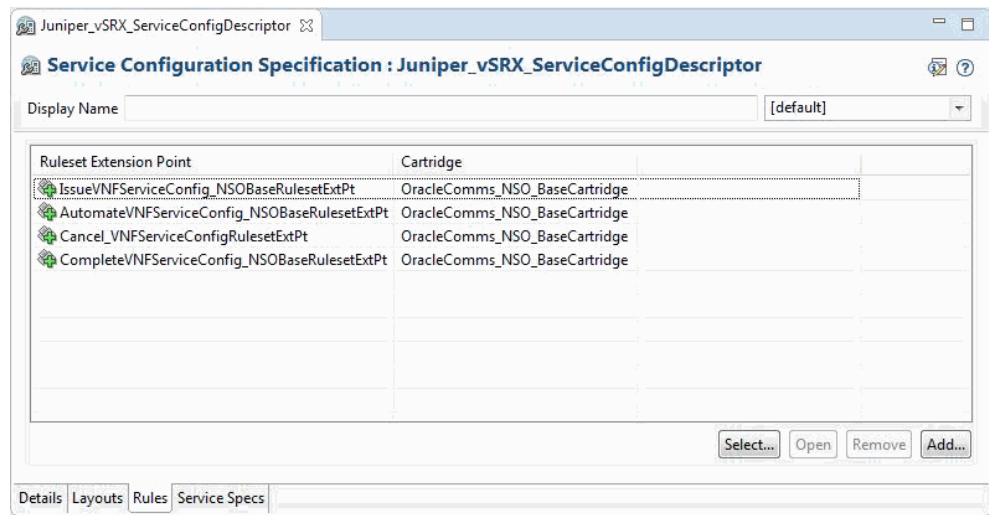 Juniper_vSRX_ServiceConfigDescriptor
Service Configuration Specification : Juniper_vSRX_ServiceConfigDescriptor
Display Name [default]
Ruleset Extension Point Cartridge
IssueVNFServiceConfig_NSOBaseRulesetExtPt OracleComms_NSO_BaseCartridge
AutomateVNFServiceConfig_NSOBaseRulesetExtPt OracleComms_NSO_BaseCartridge
Cancel_VNFServiceConfigRulesetExtPt OracleComms_NSO_BaseCartridge
CompleteVNFServiceConfig_NSOBaseRulesetExtPt OracleComms_NSO_BaseCartridge
Select... Open Remove Add...
Details Layouts Rules Service Specs